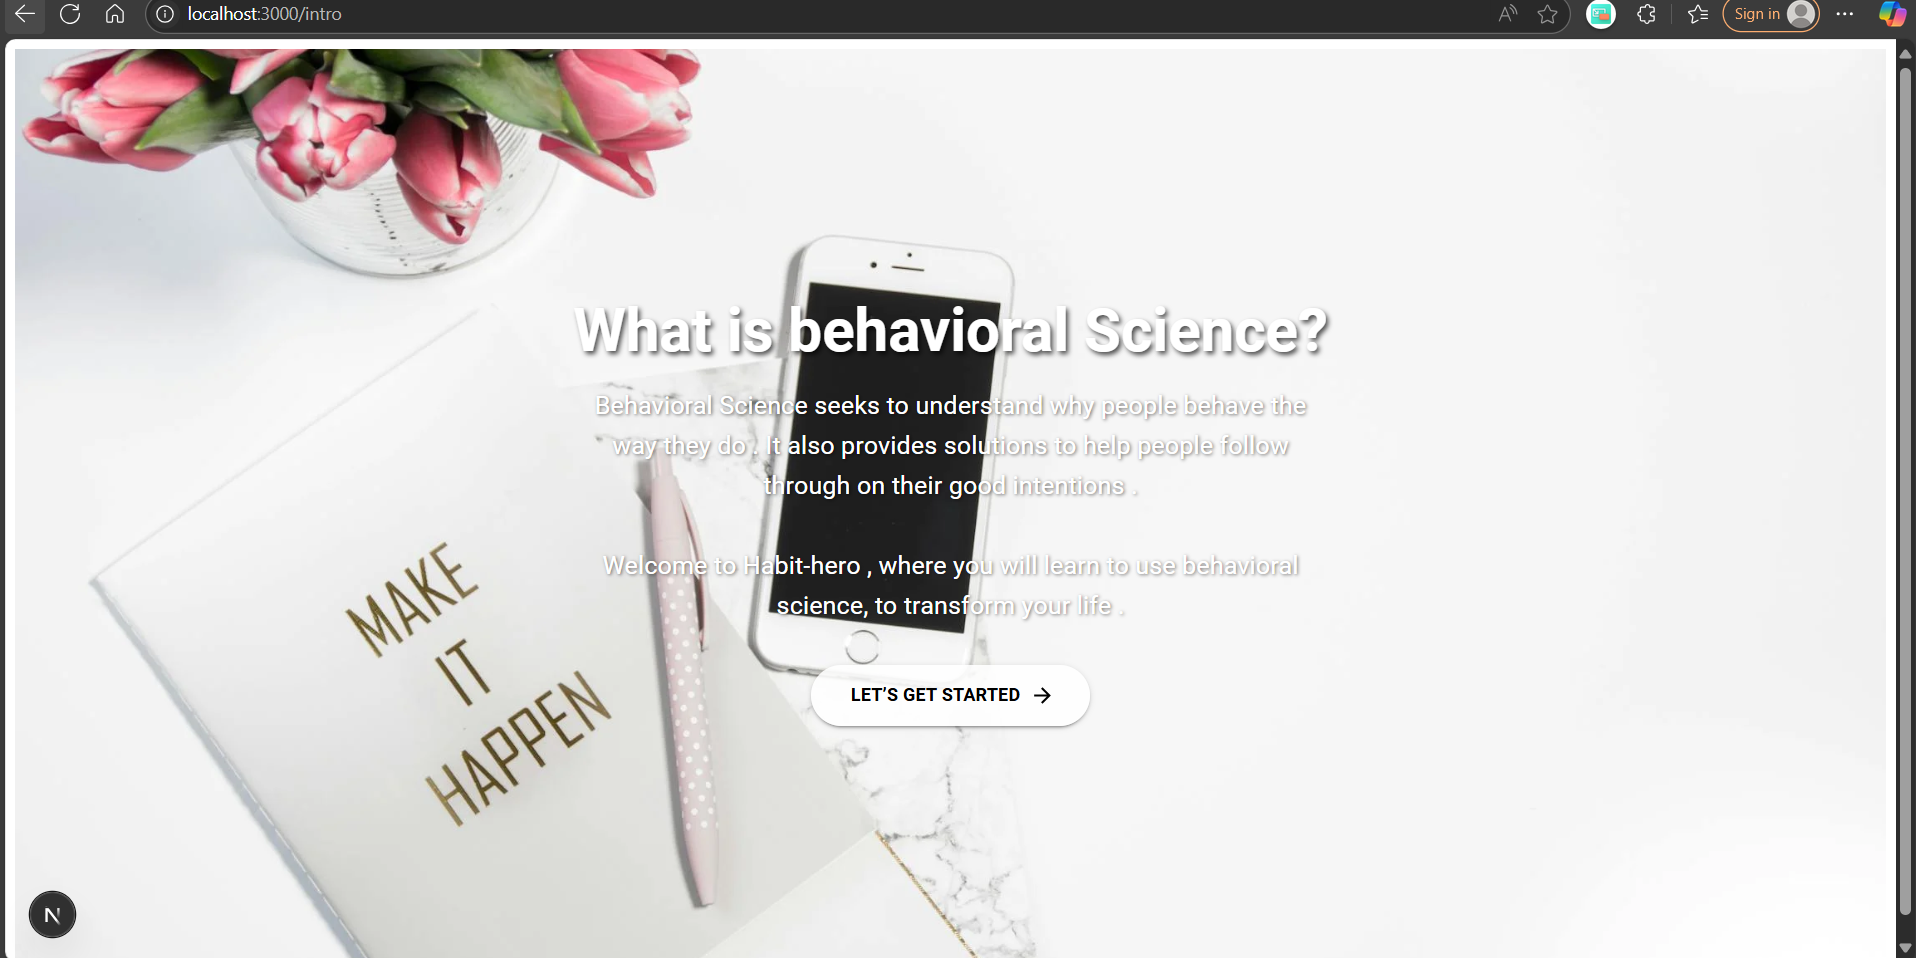 localhost:3000/intro
Sign in
What is behavioral Science?
Behavioral Science seeks to understand why people behave the
way they do . It also provides solutions to help people follow
through on their good intentions .
Welcome to Habit-hero , where you will learn to use behavioral
science, to transform your life .
MAKE
IT
HAPPEN
LET’S GET STARTED
N